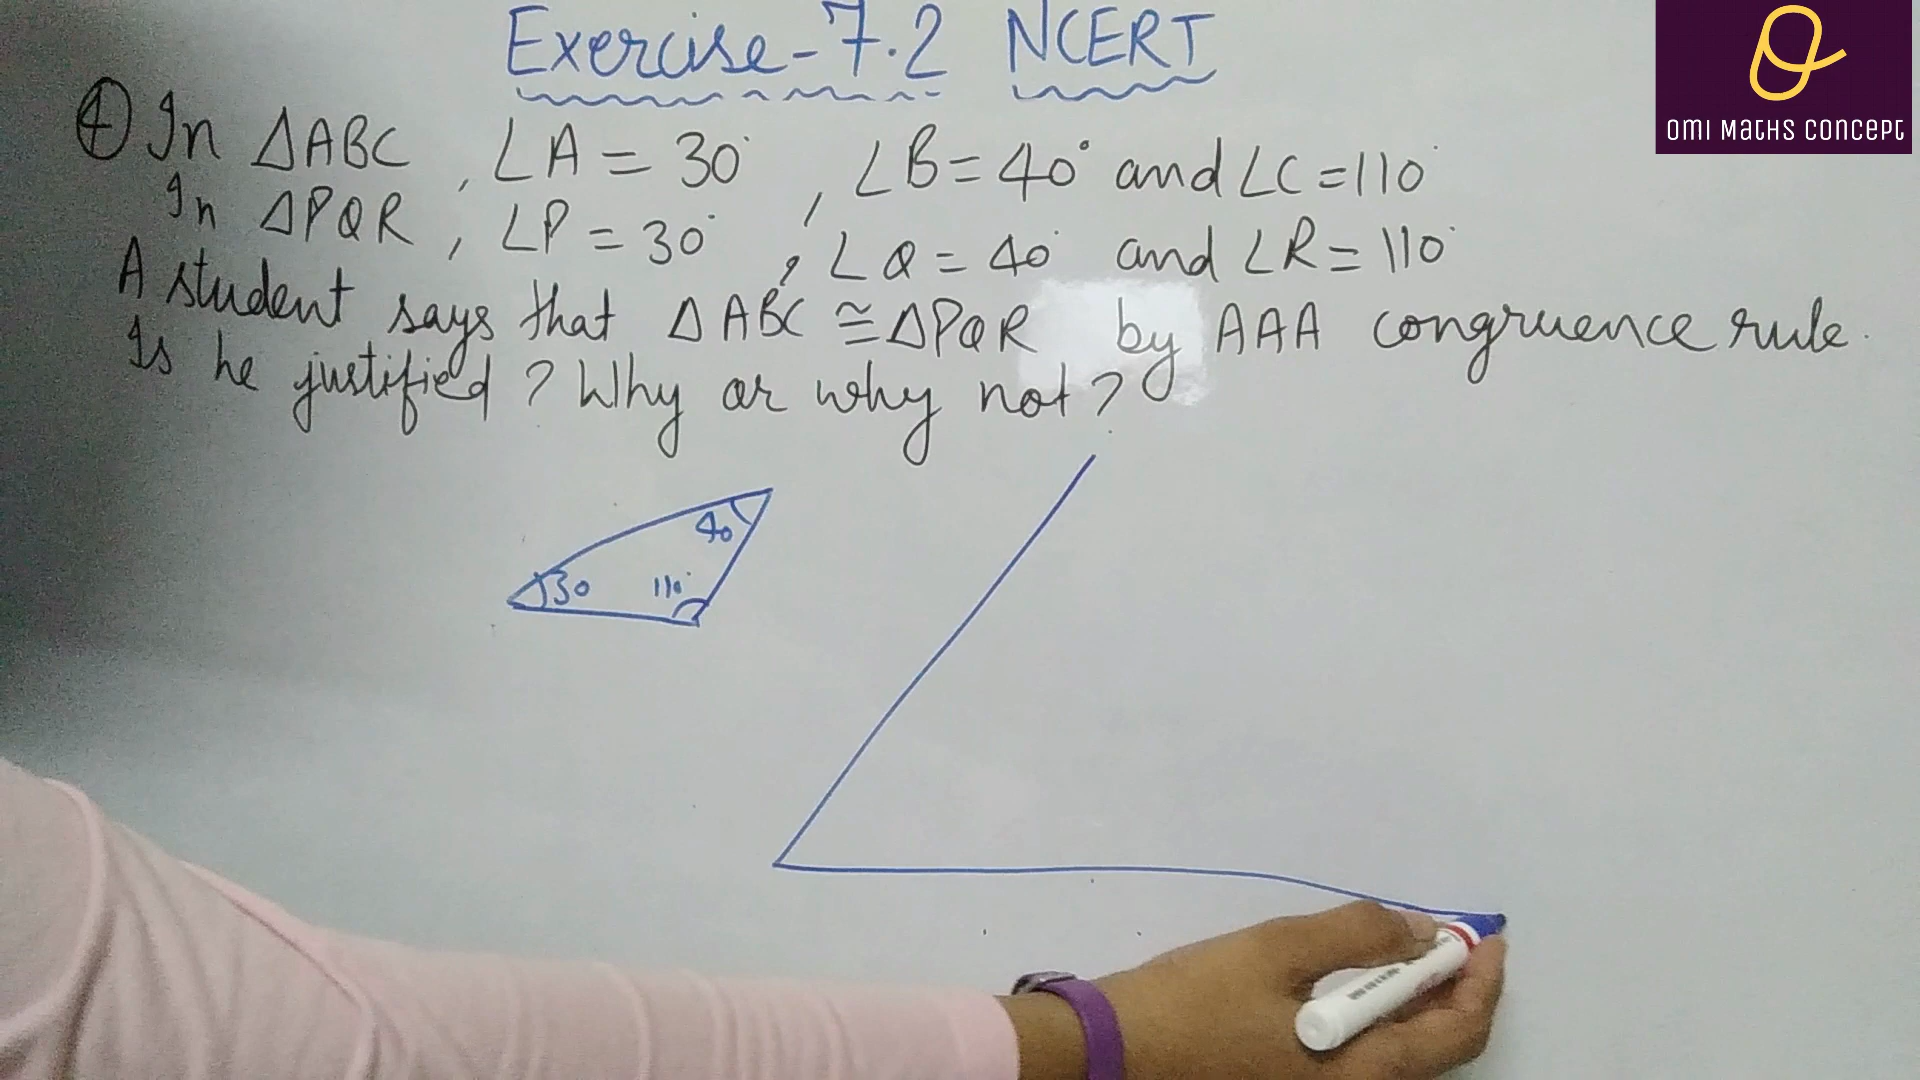 Exercise-7.2 NCERT
OMI MATHS CONCEPT
④ In ΔABC, ∠A = 30°, ∠B = 40° and ∠C = 110°
In ΔPQR, ∠P = 30°, ∠Q = 40° and ∠R = 110°
A student says that ΔABC ≅ ΔPQR by AAA congruence rule.
Is he justified? Why or why not?
40
30 110°